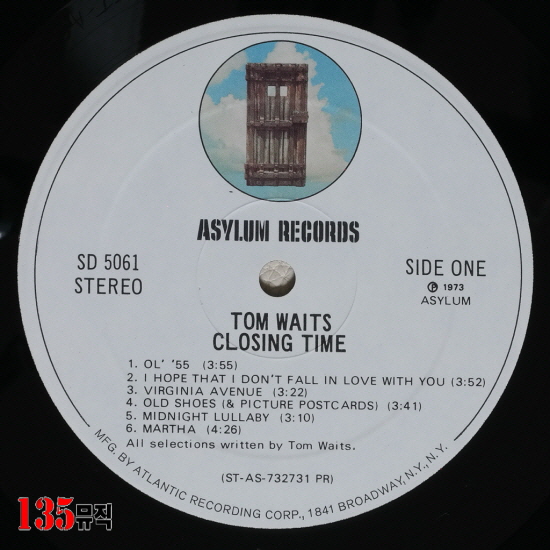 ASYLUM RECORDS
SD 5061
STEREO
SIDE ONE
Ⓟ 1973
ASYLUM
TOM WAITS
CLOSING TIME
1. OL' '55 (3:55)
2. I HOPE THAT I DON'T FALL IN LOVE WITH YOU (3:52)
3. VIRGINIA AVENUE (3:22)
4. OLD SHOES (& PICTURE POSTCARDS) (3:41)
5. MIDNIGHT LULLABY (3:10)
6. MARTHA (4:26)
All selections written by Tom Waits.
(ST-AS-732731 PR)
MFG. BY ATLANTIC RECORDING CORP., 1841 BROADWAY, N.Y., N.Y.
135뮤직